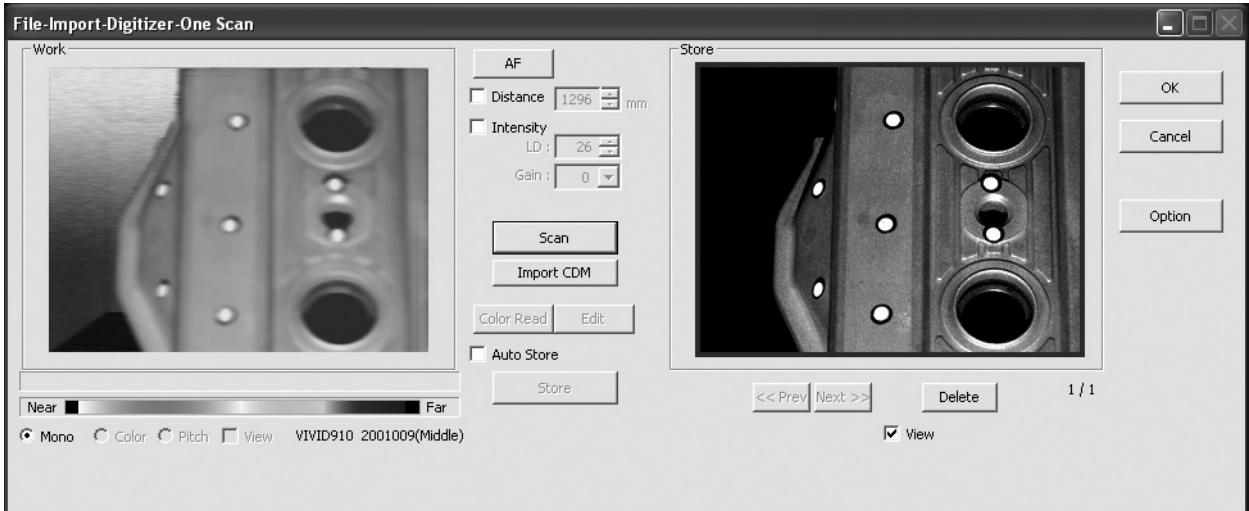 File-Import-Digitizer-One Scan
Work
AF
Distance 1296 mm
Intensity
LD : 26
Gain : 0
Scan
Import CDM
Color Read Edit
Auto Store
Store
Near Far
Mono Color Pitch View VIVID910 2001009(Middle)
Store
<< Prev Next >> Delete 1 / 1
View
OK
Cancel
Option